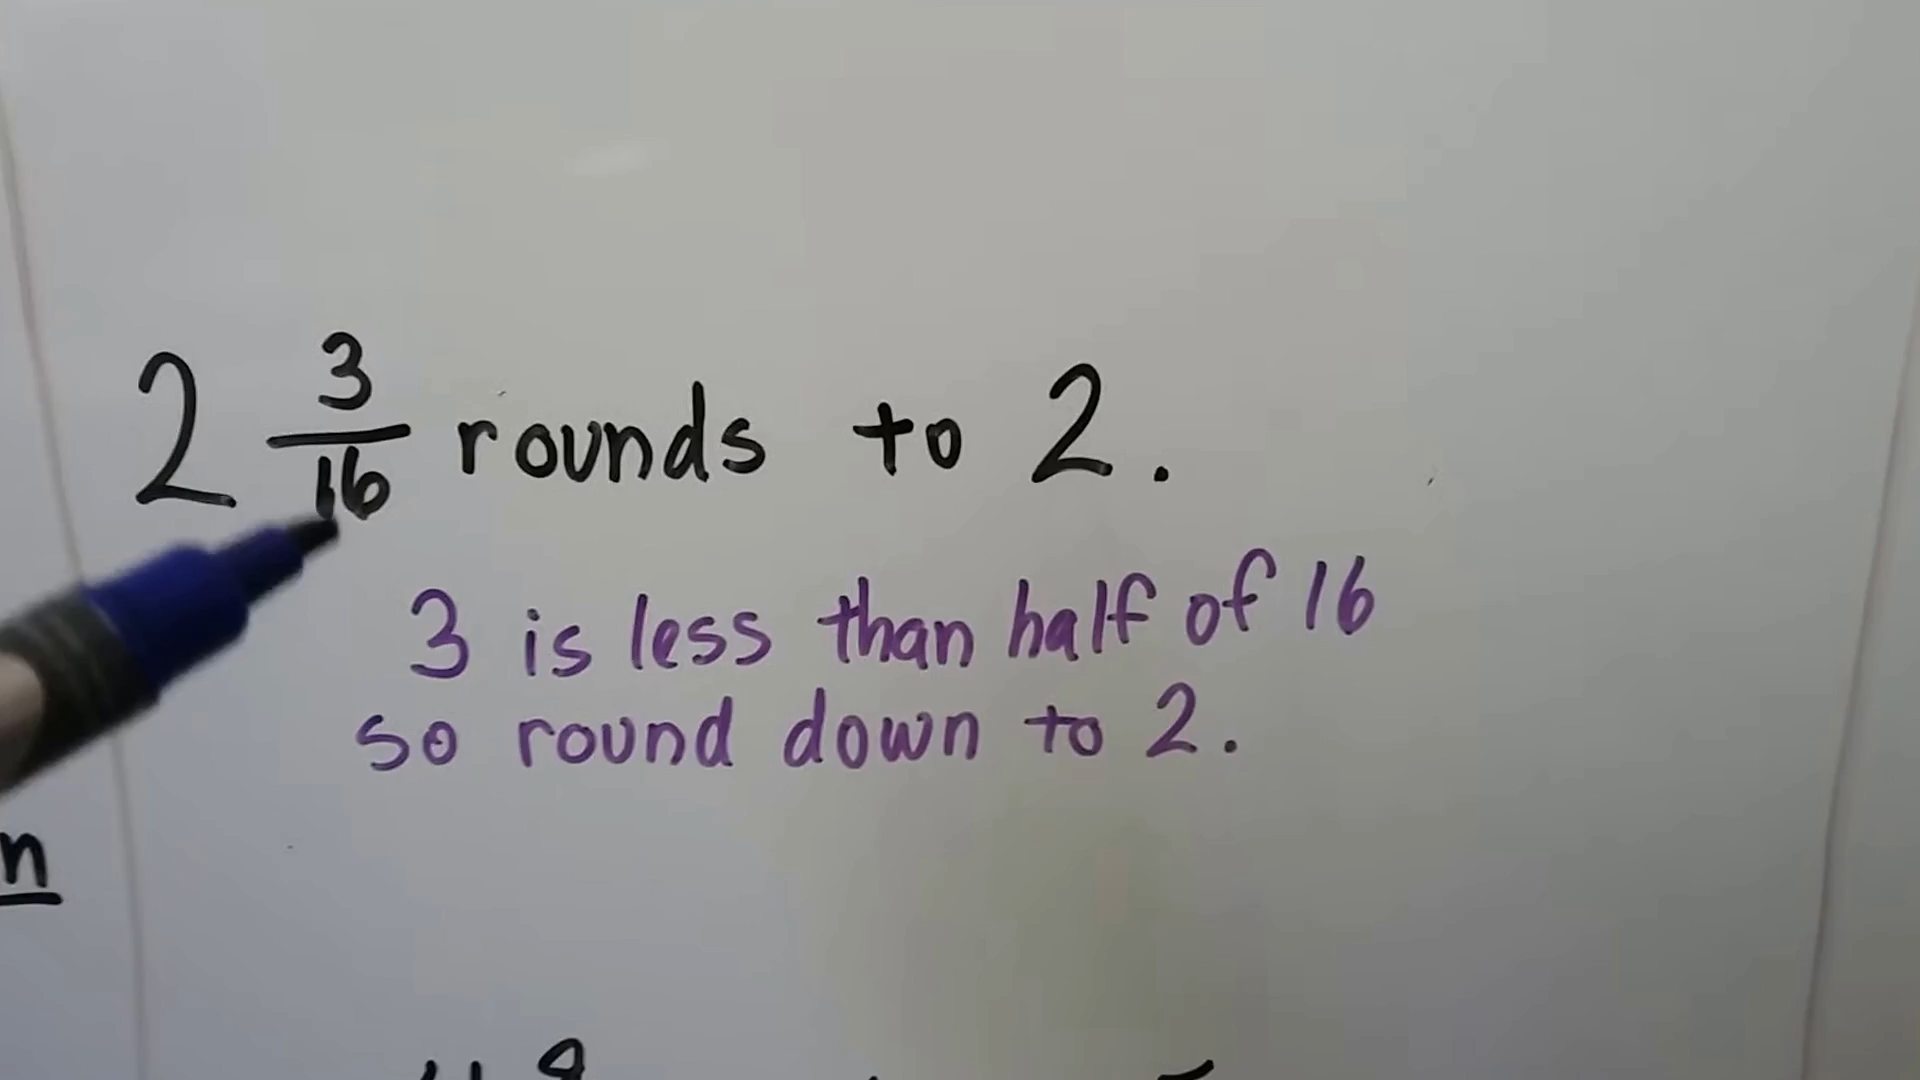 2 3/16 rounds to 2.
3 is less than half of 16
so round down to 2.
n